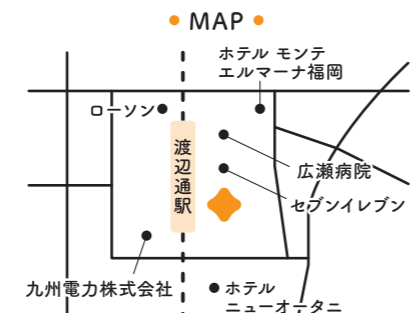 MAP
ホテル モンテ
エルマーナ福岡
ローソン
渡辺通駅
広瀬病院
セブンイレブン
九州電力株式会社
ホテル
ニューオータニ